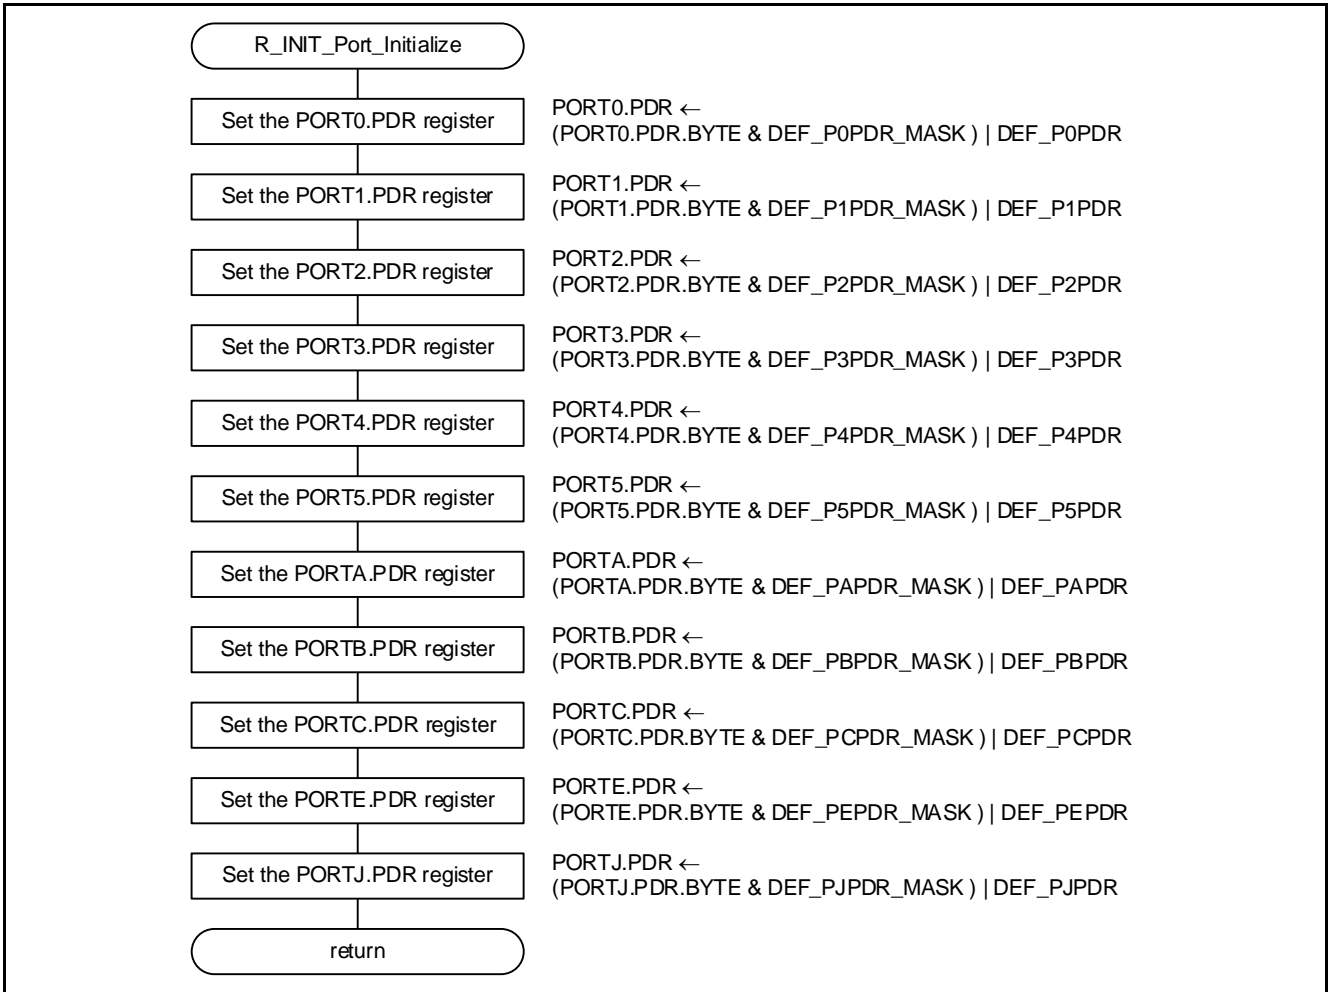 R_INIT_Port_Initialize
Set the PORT0.PDR register
PORT0.PDR ←
(PORT0.PDR.BYTE & DEF_P0PDR_MASK ) | DEF_P0PDR
Set the PORT1.PDR register
PORT1.PDR ←
(PORT1.PDR.BYTE & DEF_P1PDR_MASK ) | DEF_P1PDR
Set the PORT2.PDR register
PORT2.PDR ←
(PORT2.PDR.BYTE & DEF_P2PDR_MASK ) | DEF_P2PDR
Set the PORT3.PDR register
PORT3.PDR ←
(PORT3.PDR.BYTE & DEF_P3PDR_MASK ) | DEF_P3PDR
Set the PORT4.PDR register
PORT4.PDR ←
(PORT4.PDR.BYTE & DEF_P4PDR_MASK ) | DEF_P4PDR
Set the PORT5.PDR register
PORT5.PDR ←
(PORT5.PDR.BYTE & DEF_P5PDR_MASK ) | DEF_P5PDR
Set the PORTA.PDR register
PORTA.PDR ←
(PORTA.PDR.BYTE & DEF_PAPDR_MASK ) | DEF_PAPDR
Set the PORTB.PDR register
PORTB.PDR ←
(PORTB.PDR.BYTE & DEF_PBPDR_MASK ) | DEF_PBPDR
Set the PORTC.PDR register
PORTC.PDR ←
(PORTC.PDR.BYTE & DEF_PCPDR_MASK ) | DEF_PCPDR
Set the PORTE.PDR register
PORTE.PDR ←
(PORTE.PDR.BYTE & DEF_PEPDR_MASK ) | DEF_PEPDR
Set the PORTJ.PDR register
PORTJ.PDR ←
(PORTJ.PDR.BYTE & DEF_PJPDR_MASK ) | DEF_PJPDR
return